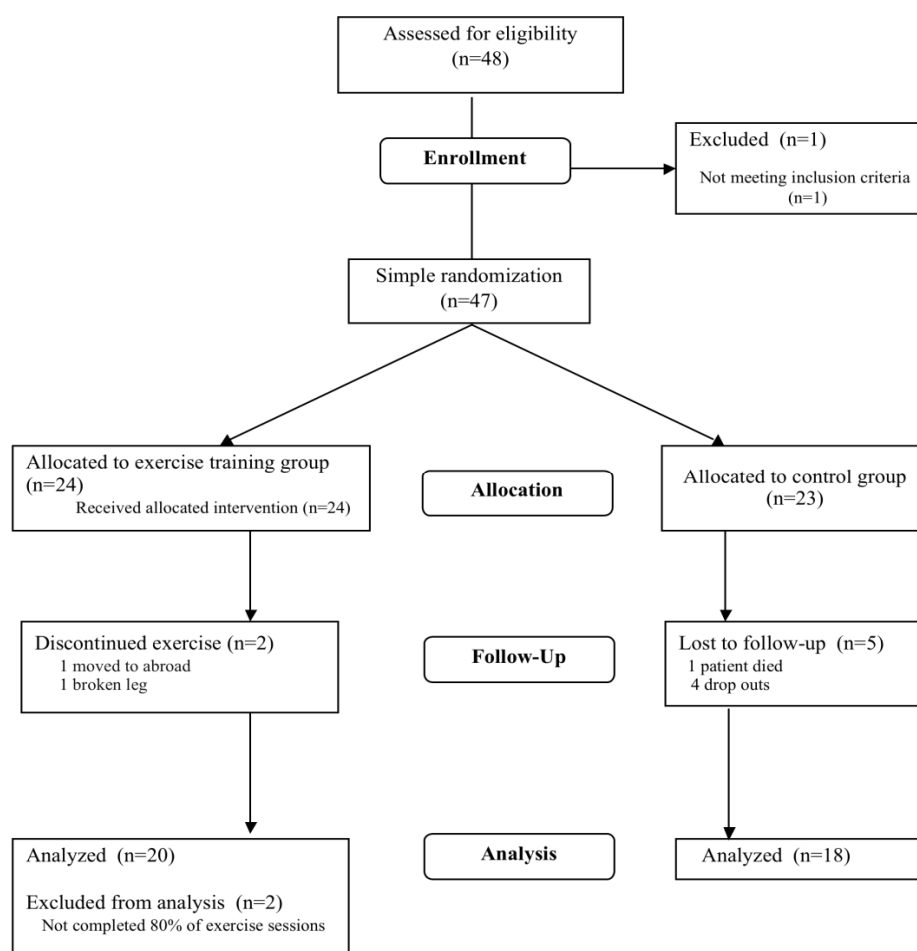 Assessed for eligibility
(n=48)
Enrollment
Excluded (n=1)
Not meeting inclusion criteria
(n=1)
Simple randomization
(n=47)
Allocated to exercise training group
(n=24)
Received allocated intervention (n=24)
Allocation
Allocated to control group
(n=23)
Discontinued exercise (n=2)
1 moved to abroad
1 broken leg
Follow-Up
Lost to follow-up (n=5)
1 patient died
4 drop outs
Analyzed (n=20)
Excluded from analysis (n=2)
Not completed 80% of exercise sessions
Analysis
Analyzed (n=18)